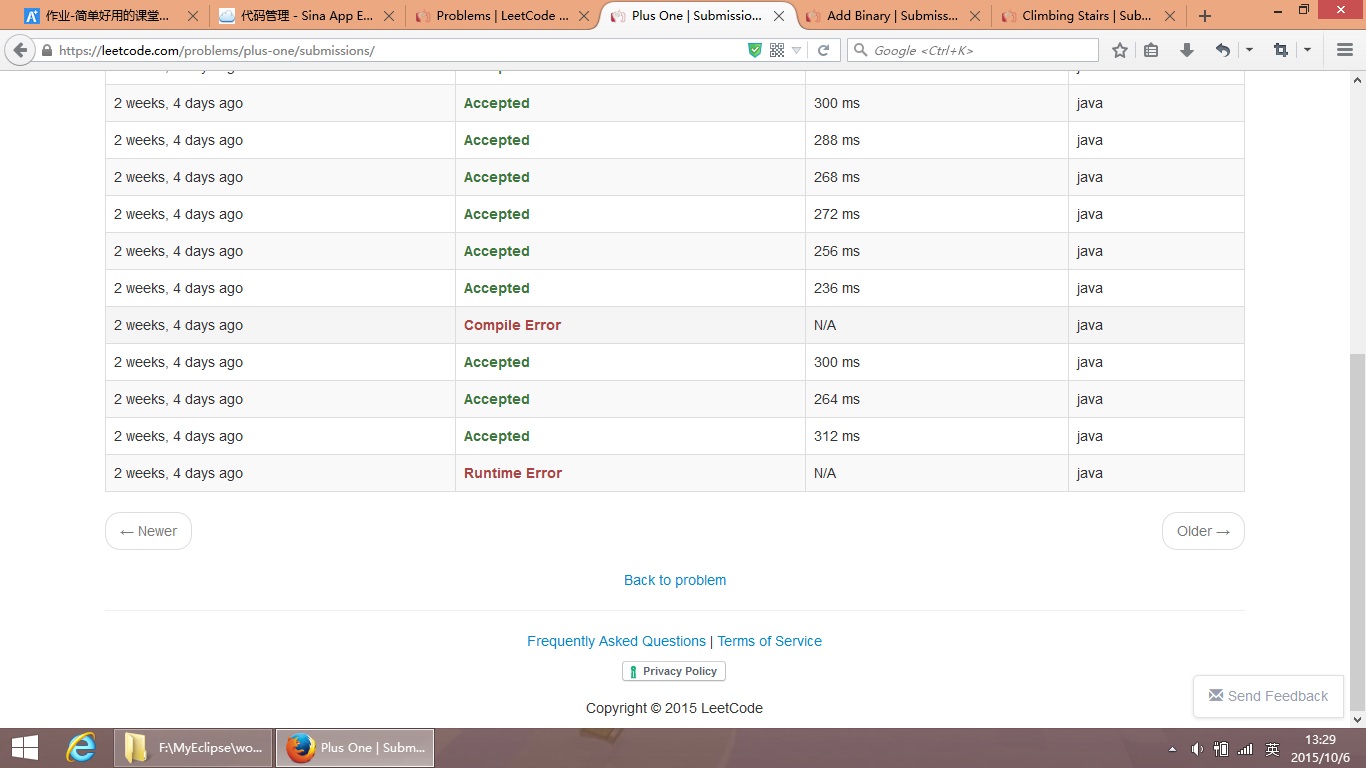 作业-简单好用的课堂...
代码管理 - Sina App E...
Problems | LeetCode ...
Plus One | Submissio...
Add Binary | Submiss...
Climbing Stairs | Sub...
https://leetcode.com/problems/plus-one/submissions/
Google <Ctrl+K>
2 weeks, 4 days ago Accepted 300 ms java
2 weeks, 4 days ago Accepted 288 ms java
2 weeks, 4 days ago Accepted 268 ms java
2 weeks, 4 days ago Accepted 272 ms java
2 weeks, 4 days ago Accepted 256 ms java
2 weeks, 4 days ago Accepted 236 ms java
2 weeks, 4 days ago Compile Error N/A java
2 weeks, 4 days ago Accepted 300 ms java
2 weeks, 4 days ago Accepted 264 ms java
2 weeks, 4 days ago Accepted 312 ms java
2 weeks, 4 days ago Runtime Error N/A java
← Newer
Older →
Back to problem
Frequently Asked Questions | Terms of Service
Privacy Policy
Send Feedback
Copyright © 2015 LeetCode
F:\MyEclipse\wo...
Plus One | Subm...
英
13:29
2015/10/6